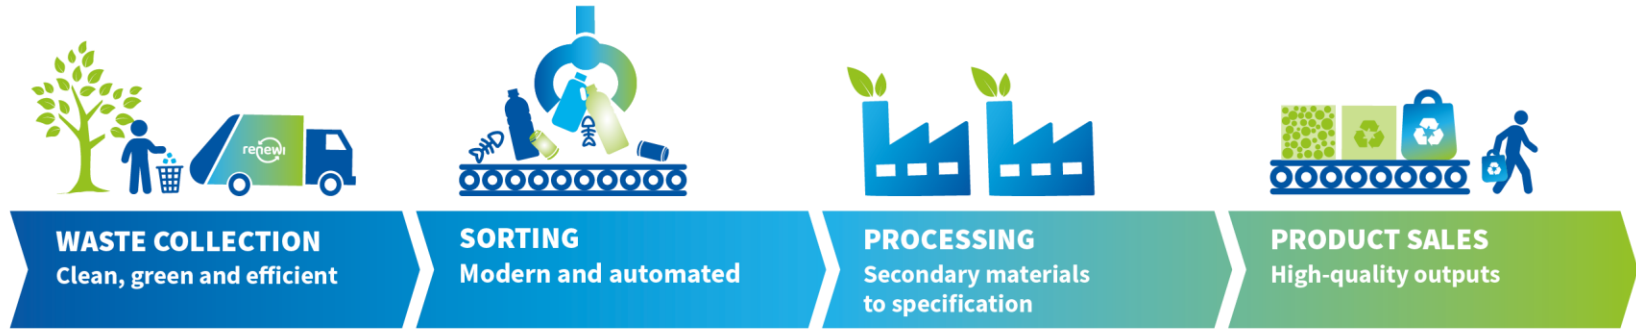 renewi
WASTE COLLECTION
Clean, green and efficient
SORTING
Modern and automated
PROCESSING
Secondary materials
to specification
PRODUCT SALES
High-quality outputs